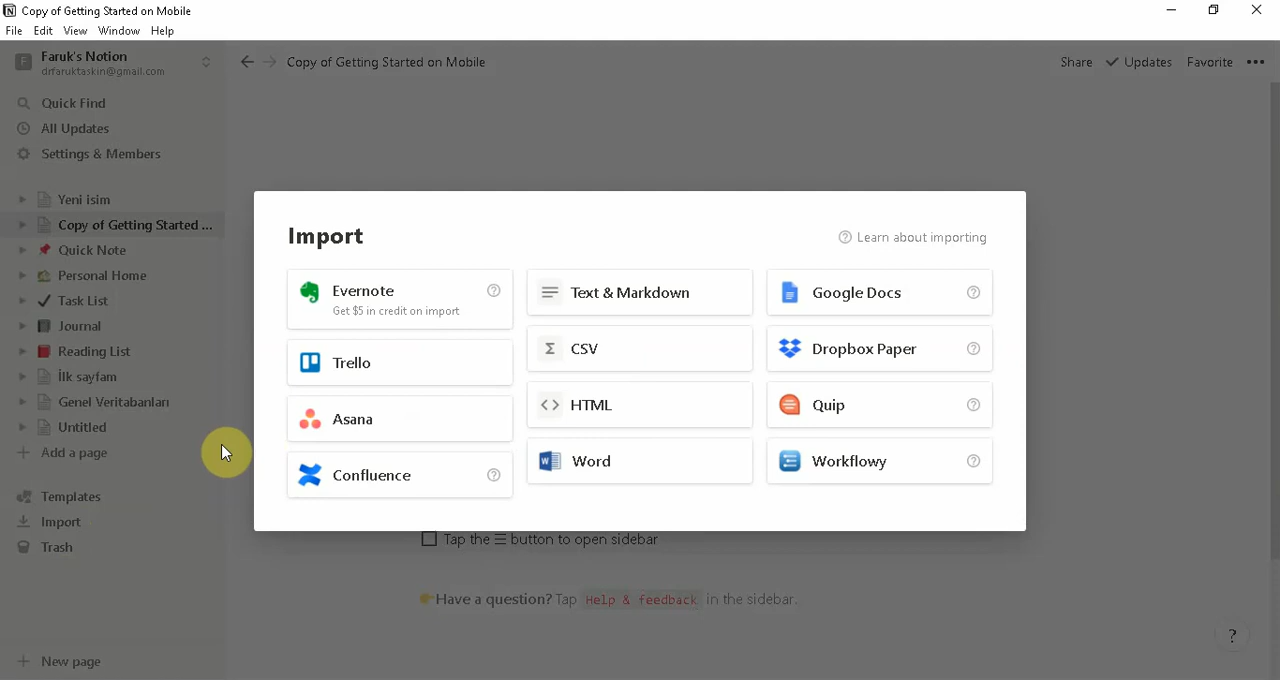 Copy of Getting Started on Mobile
File Edit View Window Help
Faruk's Notion
drfaruktaskin@gmail.com
Copy of Getting Started on Mobile
Share Updates Favorite
Quick Find
All Updates
Settings & Members
Yeni isim
Copy of Getting Started ...
Quick Note
Personal Home
Task List
Journal
Reading List
İlk sayfam
Genel Veritabanları
Untitled
Add a page
Templates
Import
Trash
New page
Import
Learn about importing
Evernote
Get $5 in credit on import
Trello
Asana
Confluence
Text & Markdown
CSV
HTML
Word
Google Docs
Dropbox Paper
Quip
Workflowy
Tap the ☰ button to open sidebar
👉Have a question? Tap Help & feedback in the sidebar.
?